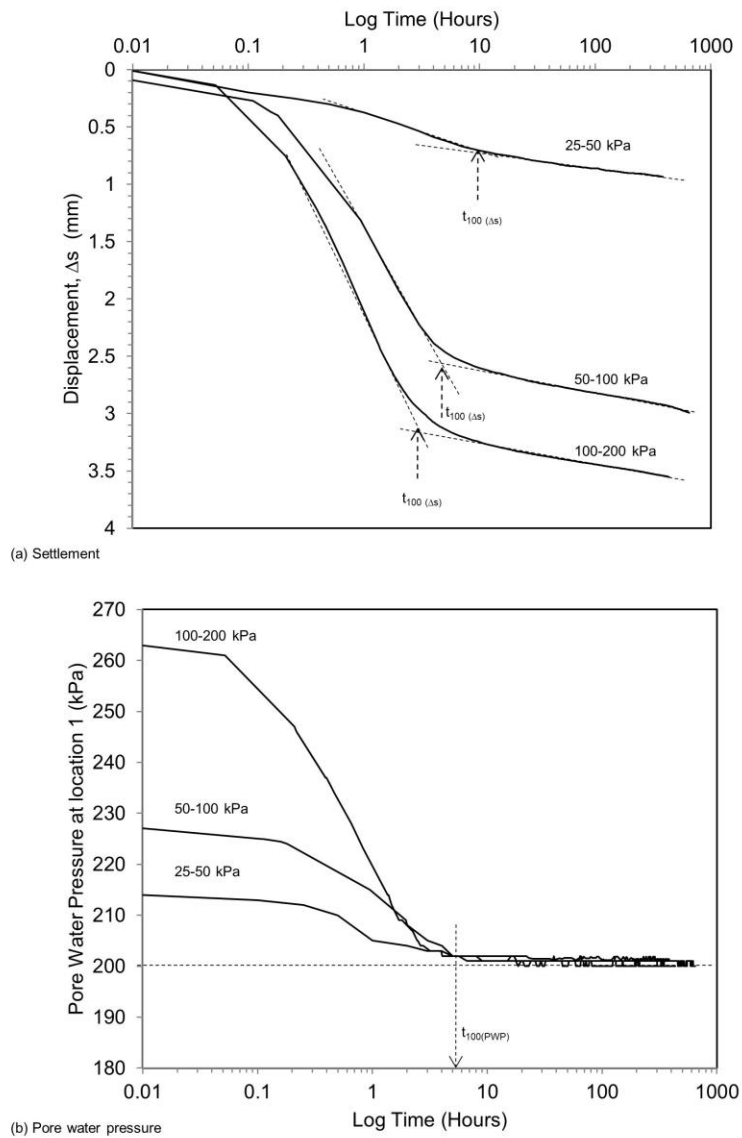 Log Time (Hours)
0.01 0.1 1 10 100 1000
0
0.5
1
1.5
2
2.5
3
3.5
4
Displacement, Δs (mm)
25-50 kPa
t100 (Δs)
50-100 kPa
t100 (Δs)
100-200 kPa
t100 (Δs)
(a) Settlement
270
260
250
240
230
220
210
200
190
180
Pore Water Pressure at location 1 (kPa)
100-200 kPa
50-100 kPa
25-50 kPa
t100(PWP)
0.01 0.1 1 10 100 1000
Log Time (Hours)
(b) Pore water pressure